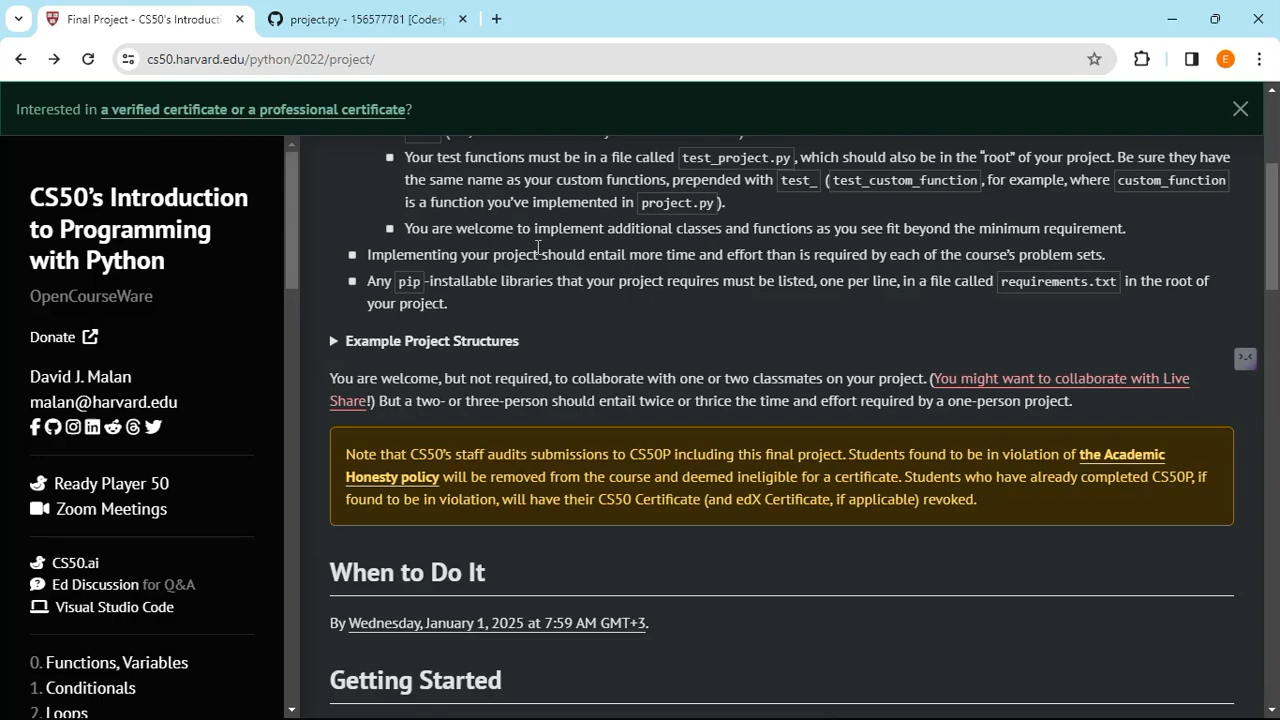 Final Project - CS50's Introducti
project.py - 156577781 [Codesp
cs50.harvard.edu/python/2022/project/
E
Interested in a verified certificate or a professional certificate?
CS50's Introduction
to Programming
with Python
OpenCourseWare
Donate
David J. Malan
malan@harvard.edu
Ready Player 50
Zoom Meetings
CS50.ai
Ed Discussion for Q&A
Visual Studio Code
0. Functions, Variables
1. Conditionals
2. Loops
Your test functions must be in a file called test_project.py, which should also be in the “root” of your project. Be sure they have
the same name as your custom functions, prepended with test_ (test_custom_function, for example, where custom_function
is a function you've implemented in project.py).
You are welcome to implement additional classes and functions as you see fit beyond the minimum requirement.
Implementing your project should entail more time and effort than is required by each of the course's problem sets.
Any pip-installable libraries that your project requires must be listed, one per line, in a file called requirements.txt in the root of
your project.
Example Project Structures
You are welcome, but not required, to collaborate with one or two classmates on your project. (You might want to collaborate with Live
Share!) But a two- or three-person should entail twice or thrice the time and effort required by a one-person project.
Note that CS50's staff audits submissions to CS50P including this final project. Students found to be in violation of the Academic
Honesty policy will be removed from the course and deemed ineligible for a certificate. Students who have already completed CS50P, if
found to be in violation, will have their CS50 Certificate (and edX Certificate, if applicable) revoked.
When to Do It
By Wednesday, January 1, 2025 at 7:59 AM GMT+3.
Getting Started